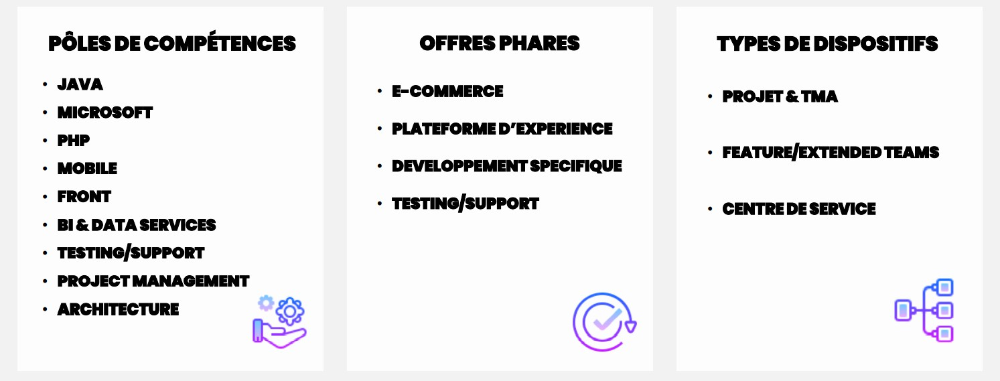 PÔLES DE COMPÉTENCES
• JAVA
• MICROSOFT
• PHP
• MOBILE
• FRONT
• BI & DATA SERVICES
• TESTING/SUPPORT
• PROJECT MANAGEMENT
• ARCHITECTURE
OFFRES PHARES
• E-COMMERCE
• PLATEFORME D’EXPERIENCE
• DEVELOPPEMENT SPECIFIQUE
• TESTING/SUPPORT
TYPES DE DISPOSITIFS
• PROJET & TMA
• FEATURE/EXTENDED TEAMS
• CENTRE DE SERVICE